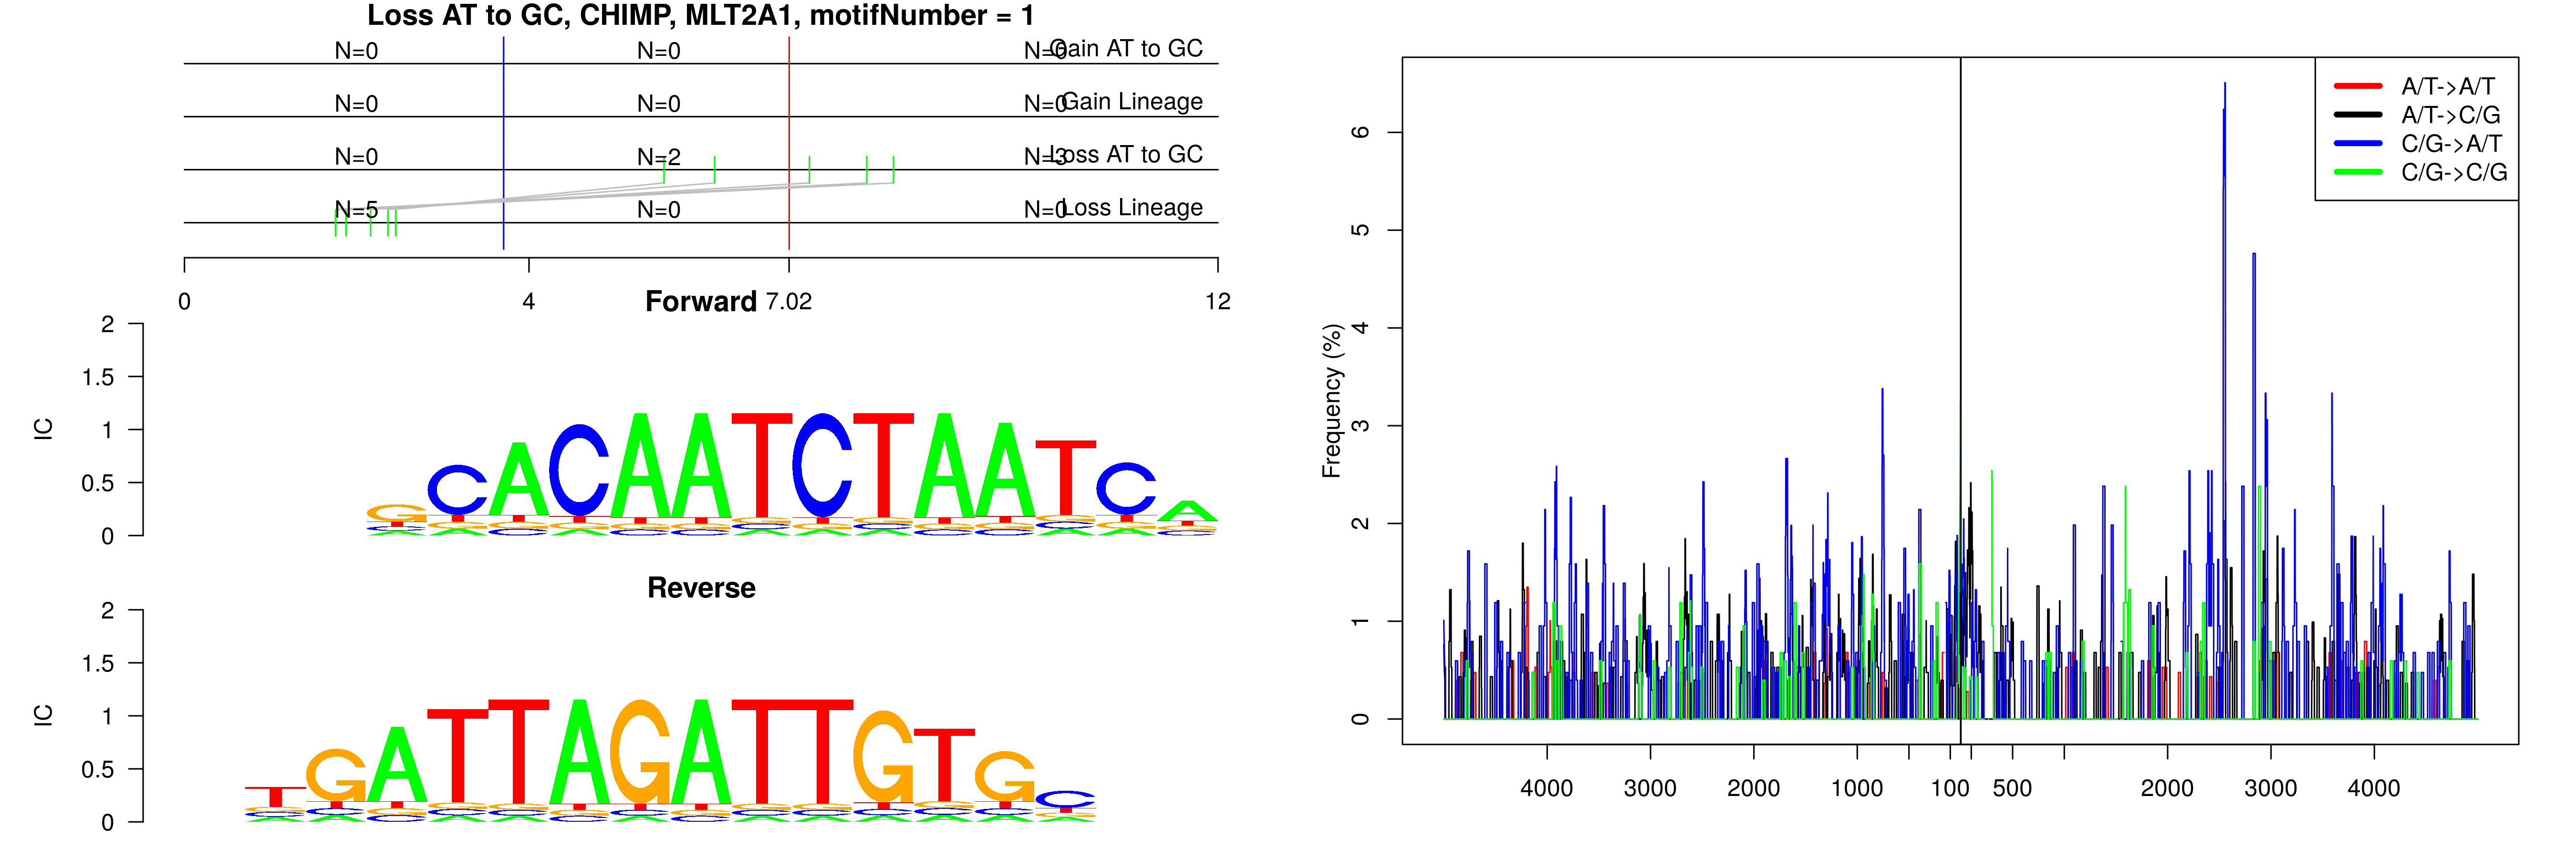 Loss AT to GC, CHIMP, MLT2A1, motifNumber = 1
N=0 N=0 N=0 Gain AT to GC
N=0 N=0 N=0 Gain Lineage
N=0 N=2 N=3 Loss AT to GC
N=5 N=0 N=0 Loss Lineage
0 4 7.02 12
Forward
2
1.5
1
0.5
0
IC
GCACAATCTAATCA
Reverse
2
1.5
1
0.5
0
IC
TGATTAGATTGTGC
A/T->A/T
A/T->C/G
C/G->A/T
C/G->C/G
Frequency (%)
6
5
4
3
2
1
0
4000 3000 2000 1000 100 500 2000 3000 4000